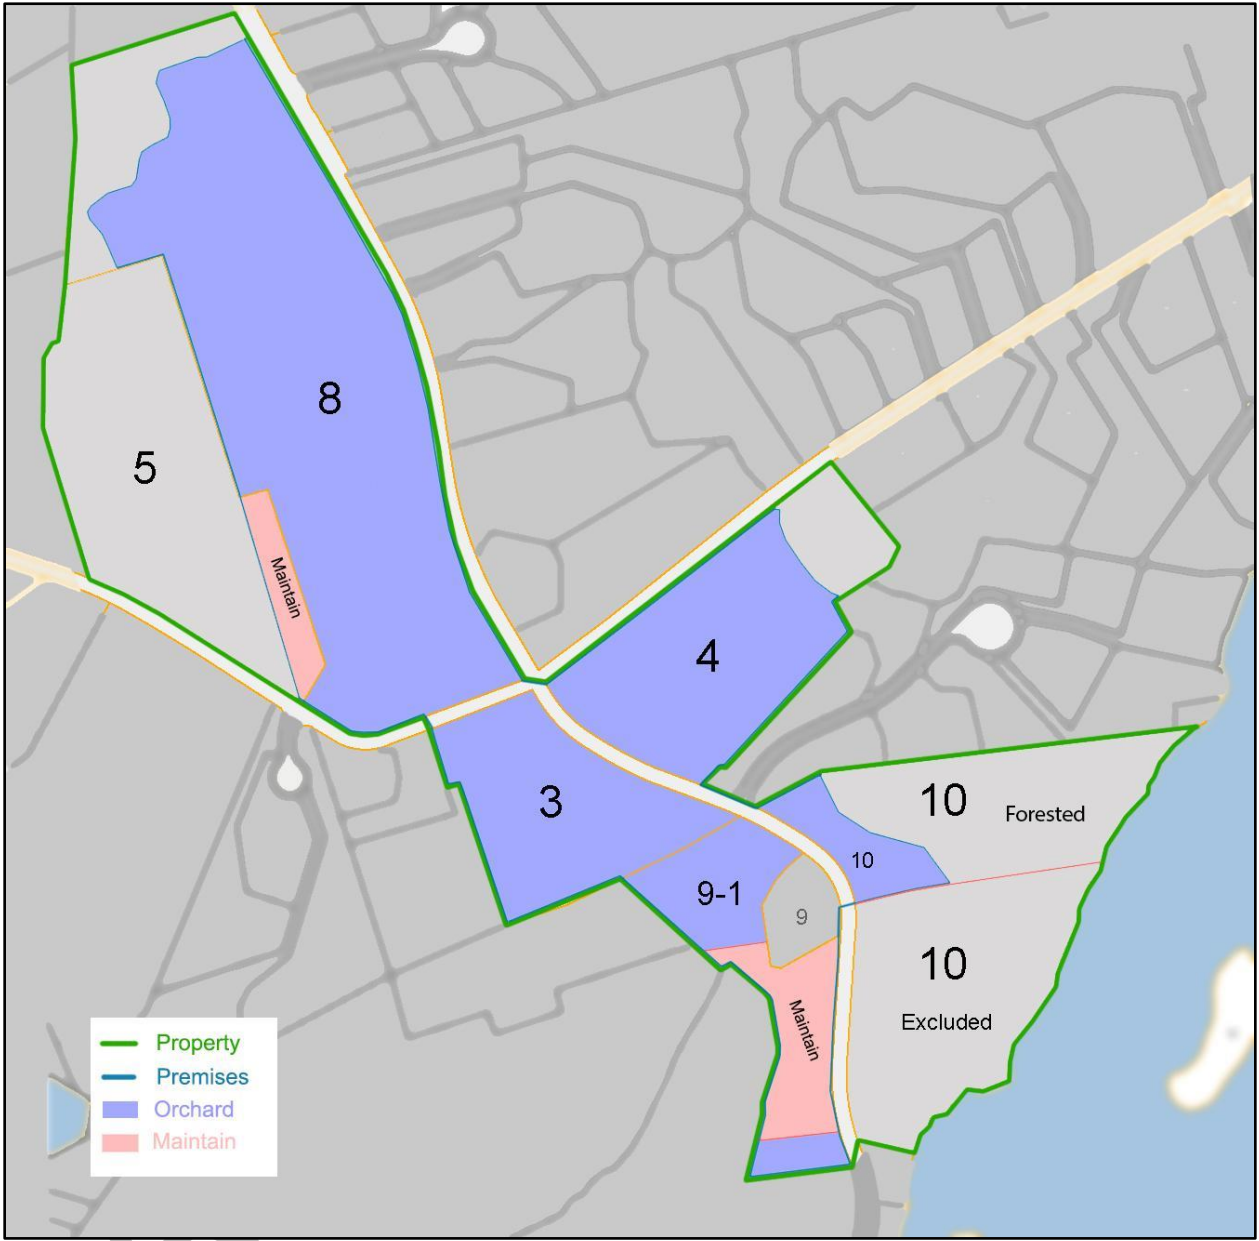 8
5
Maintain
4
3
10
Forested
10
9-1
9
10
Excluded
Maintain
Property
Premises
Orchard
Maintain